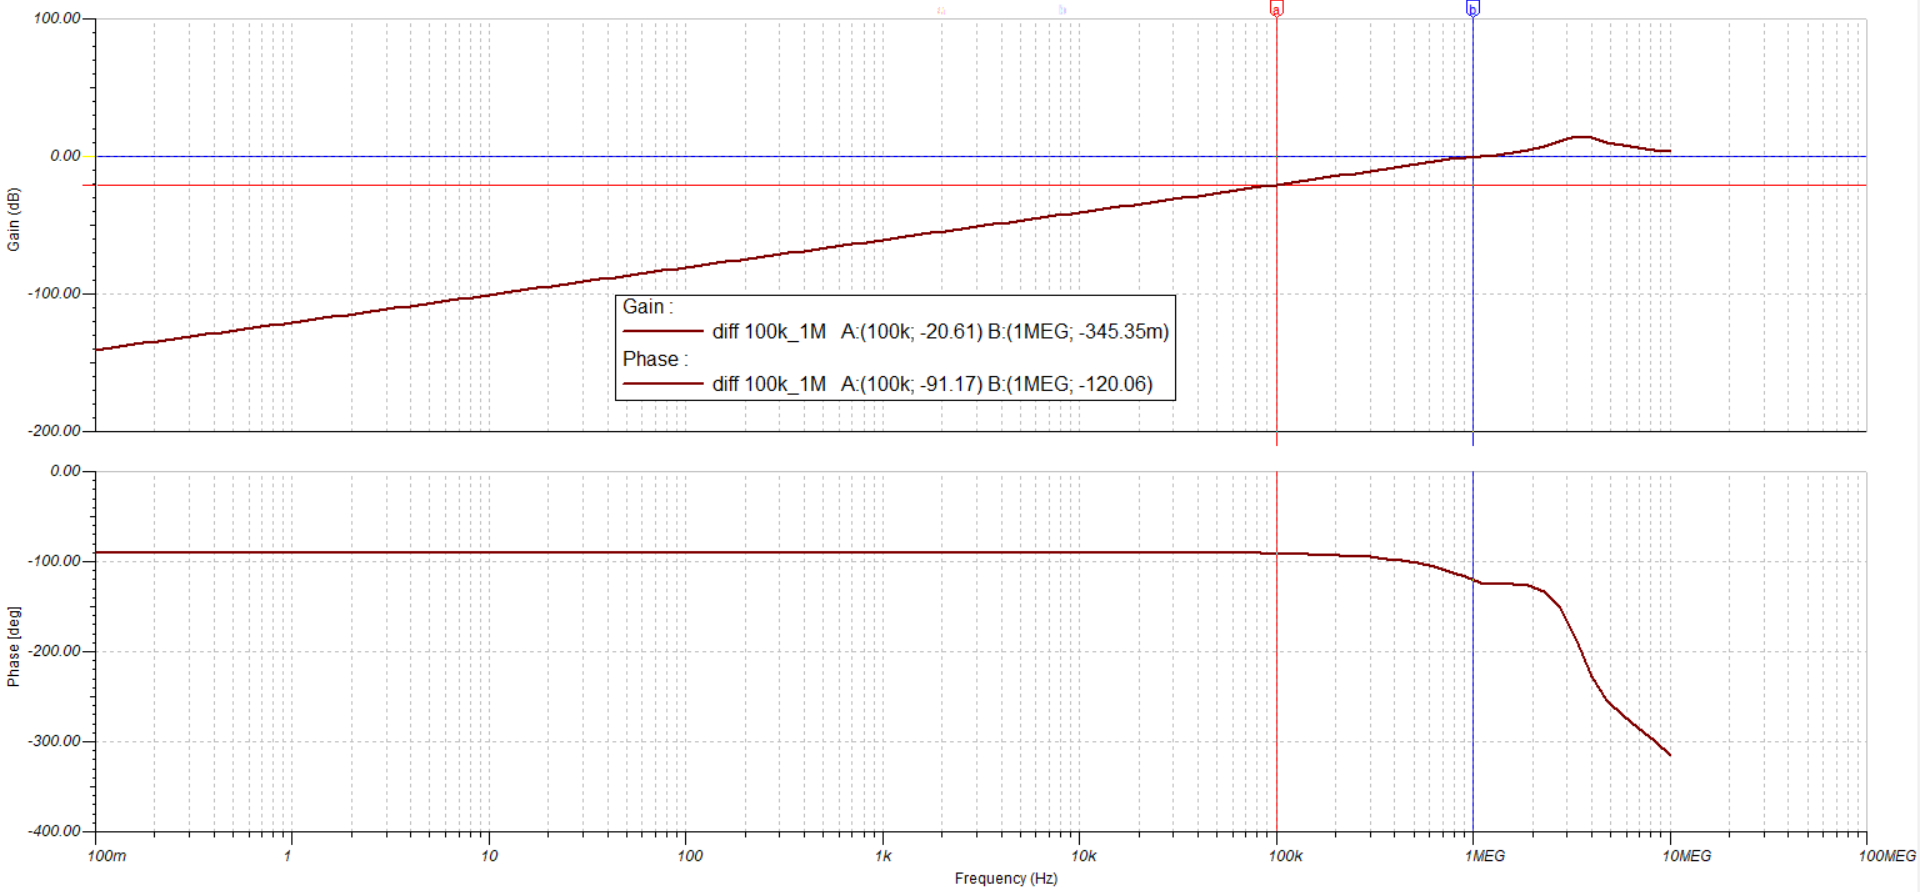 a b
100.00
0.00
-100.00
-200.00
Gain (dB)
Gain :
diff 100k_1M A:(100k; -20.61) B:(1MEG; -345.35m)
Phase :
diff 100k_1M A:(100k; -91.17) B:(1MEG; -120.06)
0.00
-100.00
-200.00
-300.00
-400.00
Phase [deg]
100m 1 10 100 1k 10k 100k 1MEG 10MEG 100MEG
Frequency (Hz)